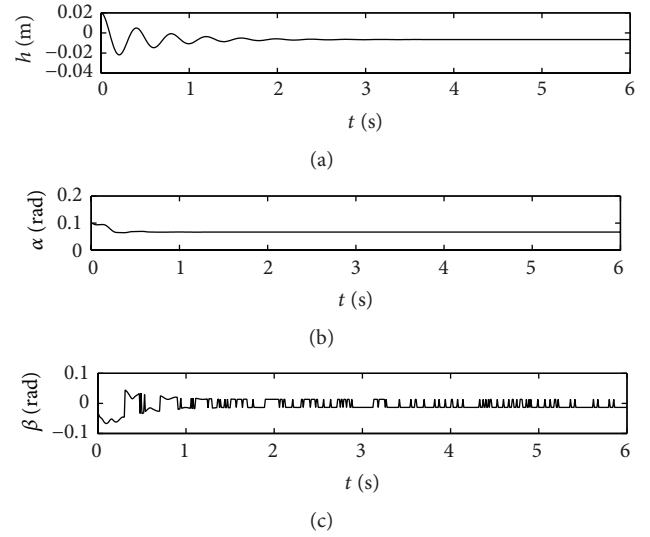 0.02
0
−0.02
−0.04
h (m)
0 1 2 3 4 5 6
t (s)
(a)
0.2
0.1
0
α (rad)
0 1 2 3 4 5 6
t (s)
(b)
0.1
0
−0.1
β (rad)
0 1 2 3 4 5 6
t (s)
(c)